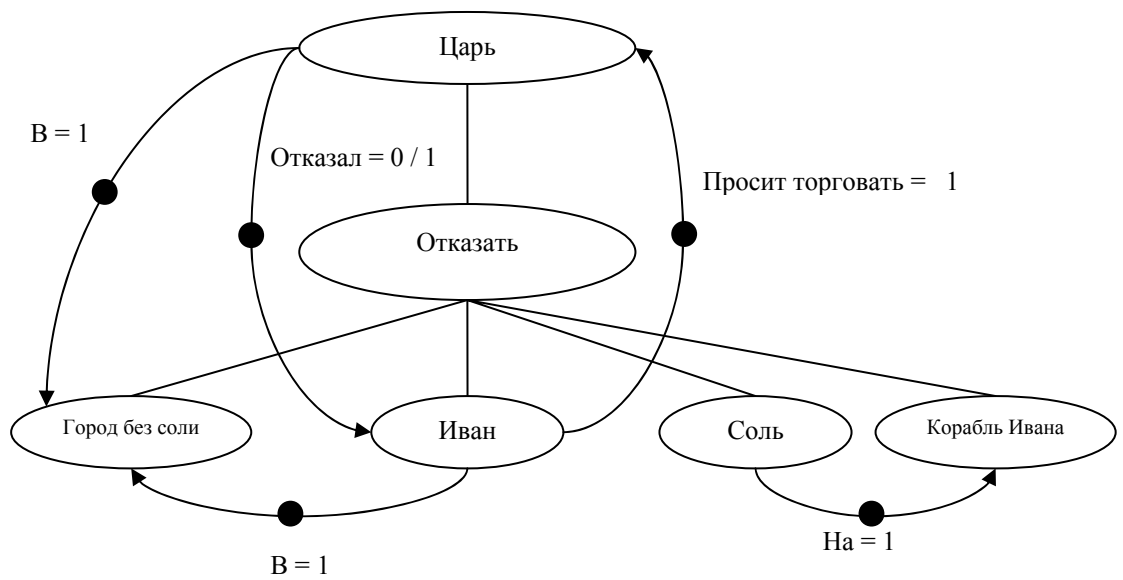 Царь
В = 1
Отказал = 0 / 1
Просит торговать = 1
Отказать
Город без соли
Иван
Соль
Корабль Ивана
На = 1
В = 1